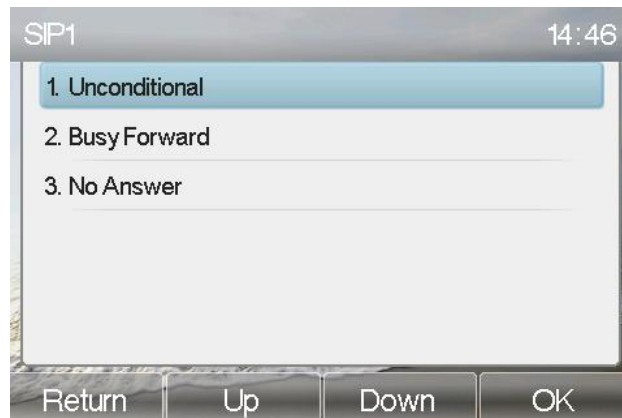 SIP1 14:46
1. Unconditional
2. Busy Forward
3. No Answer
Return Up Down OK